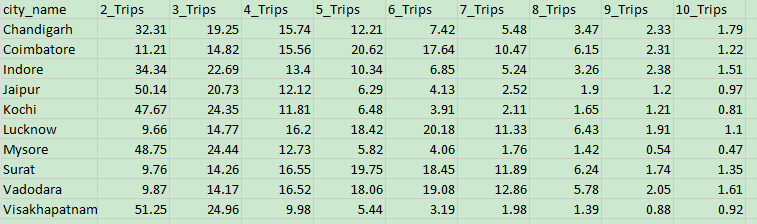 city_name 2_Trips 3_Trips 4_Trips 5_Trips 6_Trips 7_Trips 8_Trips 9_Trips 10_Trips
Chandigarh 32.31 19.25 15.74 12.21 7.42 5.48 3.47 2.33 1.79
Coimbatore 11.21 14.82 15.56 20.62 17.64 10.47 6.15 2.31 1.22
Indore 34.34 22.69 13.4 10.34 6.85 5.24 3.26 2.38 1.51
Jaipur 50.14 20.73 12.12 6.29 4.13 2.52 1.9 1.2 0.97
Kochi 47.67 24.35 11.81 6.48 3.91 2.11 1.65 1.21 0.81
Lucknow 9.66 14.77 16.2 18.42 20.18 11.33 6.43 1.91 1.1
Mysore 48.75 24.44 12.73 5.82 4.06 1.76 1.42 0.54 0.47
Surat 9.76 14.26 16.55 19.75 18.45 11.89 6.24 1.74 1.35
Vadodara 9.87 14.17 16.52 18.06 19.08 12.86 5.78 2.05 1.61
Visakhapatnam 51.25 24.96 9.98 5.44 3.19 1.98 1.39 0.88 0.92